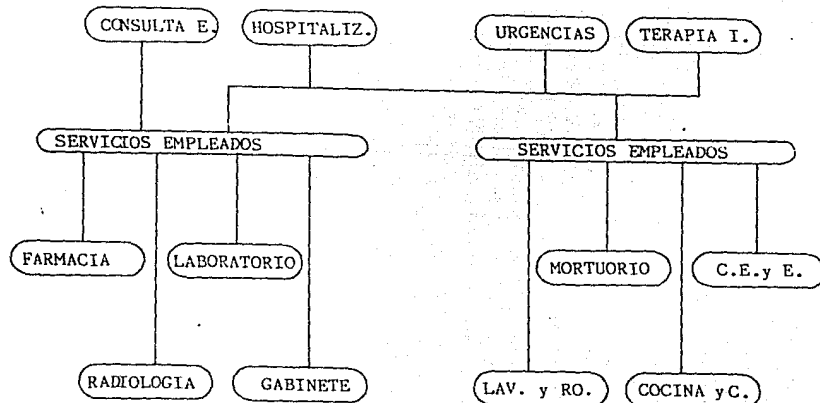 CONSULTA E.
HOSPITALIZ.
URGENCIAS
TERAPIA I.
SERVICIOS EMPLEADOS
SERVICIOS EMPLEADOS
FARMACIA
LABORATORIO
MORTUORIO
C.E.y E.
RADIOLOGIA
GABINETE
LAV. y RO.
COCINA yC.